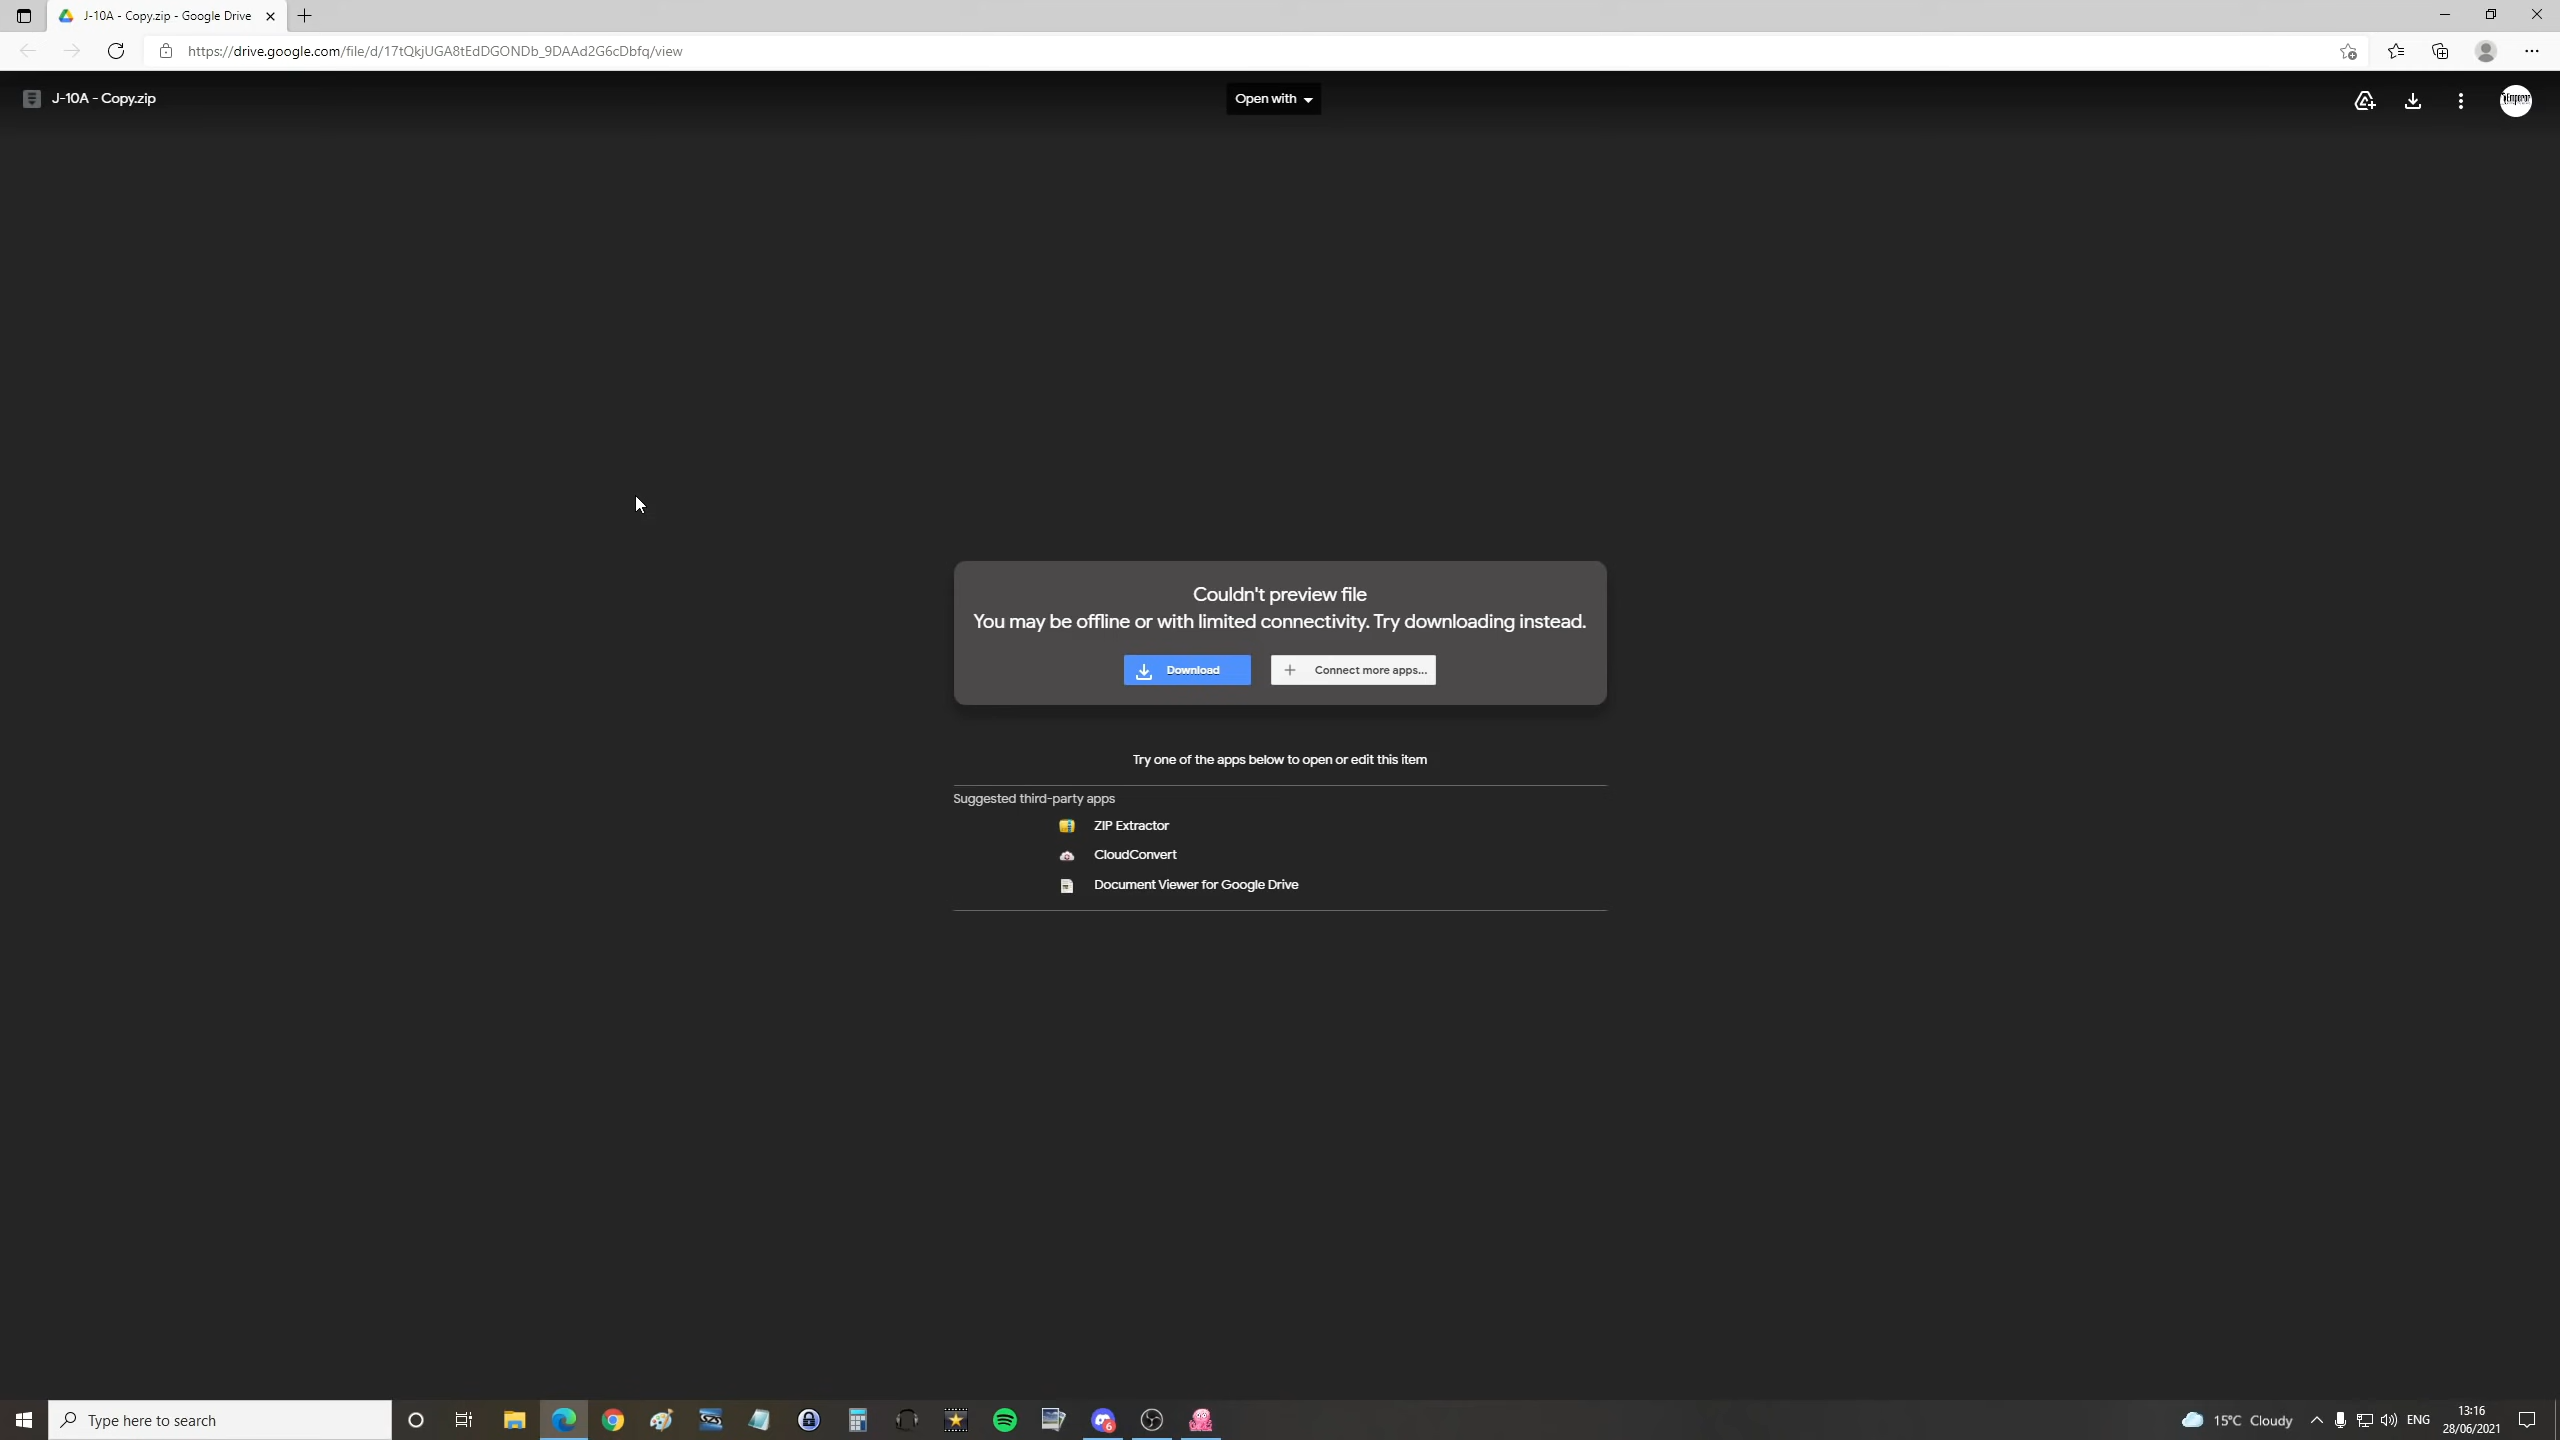 J-10A - Copy.zip - Google Drive
https://drive.google.com/file/d/17tQkjUGA8tEdDGONDb_9DAAd2G6cDbfq/view
J-10A - Copy.zip
Open with
Emperor
Couldn't preview file
You may be offline or with limited connectivity. Try downloading instead.
Download
Connect more apps...
Try one of the apps below to open or edit this item
Suggested third-party apps
ZIP Extractor
CloudConvert
Document Viewer for Google Drive
Type here to search
6
15°C Cloudy
ENG
13:16
28/06/2021